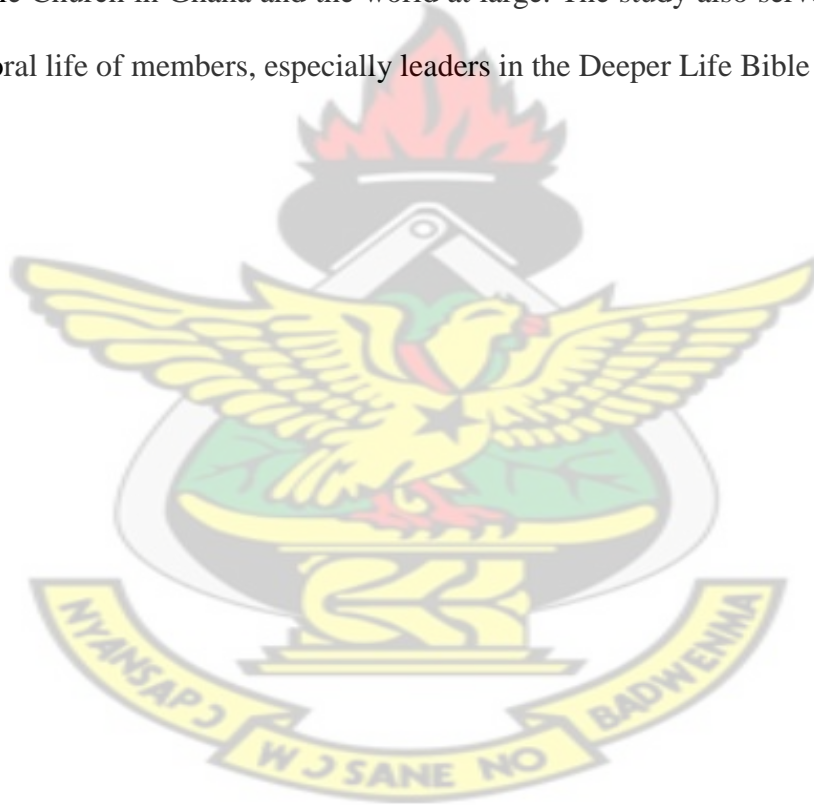 e Church in Ghana and the world at large. The study also serv
oral life of members, especially leaders in the Deeper Life Bible
NYANSAPƆ
WƆSANE NO
BADWENMA